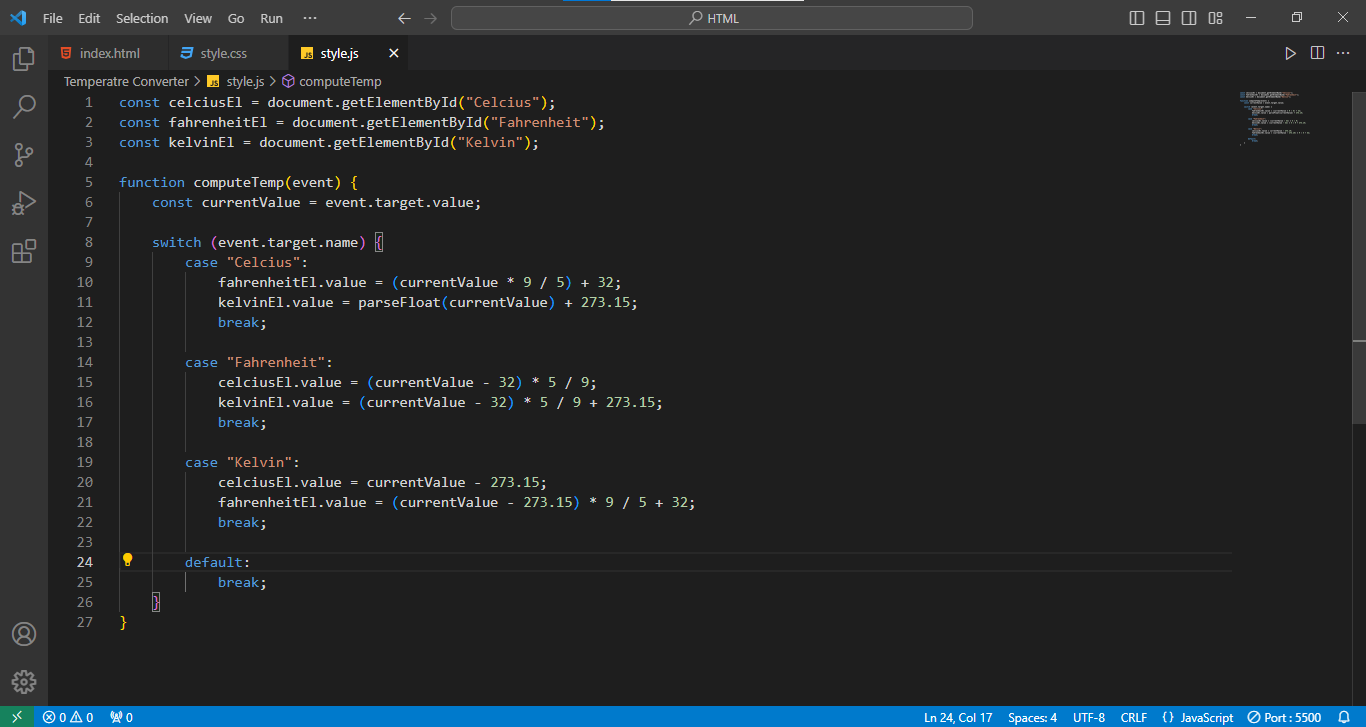 File Edit Selection View Go Run ··· HTML
index.html style.css JS style.js
Temperatre Converter > JS style.js > computeTemp
1 const celciusEl = document.getElementById("Celcius");
2 const fahrenheitEl = document.getElementById("Fahrenheit");
3 const kelvinEl = document.getElementById("Kelvin");
4
5 function computeTemp(event) {
6 const currentValue = event.target.value;
7
8 switch (event.target.name) {
9 case "Celcius":
10 fahrenheitEl.value = (currentValue * 9 / 5) + 32;
11 kelvinEl.value = parseFloat(currentValue) + 273.15;
12 break;
13
14 case "Fahrenheit":
15 celciusEl.value = (currentValue - 32) * 5 / 9;
16 kelvinEl.value = (currentValue - 32) * 5 / 9 + 273.15;
17 break;
18
19 case "Kelvin":
20 celciusEl.value = currentValue - 273.15;
21 fahrenheitEl.value = (currentValue - 273.15) * 9 / 5 + 32;
22 break;
23
24 default:
25 break;
26 }
27 }
0 0 0 Ln 24, Col 17 Spaces: 4 UTF-8 CRLF {} JavaScript Port : 5500